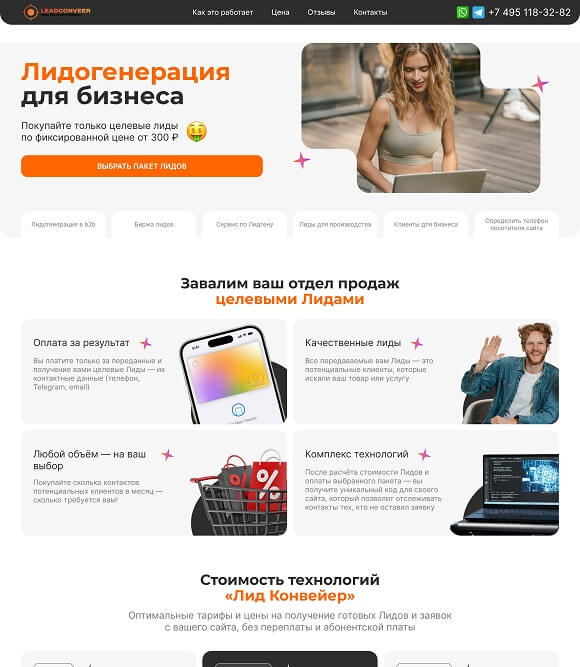 LEADCONVEER
Как это работает
Цена
Отзывы
Контакты
+7 495 118-32-82
Лидогенерация
для бизнеса
Покупайте только целевые лиды
по фиксированной цене от 300 ₽
ВЫБРАТЬ ПАКЕТ ЛИДОВ
Лидогенерация в b2b
Биржа лидов
Сервис по Лидгену
Лиды для производства
Клиенты для бизнеса
Определить телефон
посетителя сайта
Завалим ваш отдел продаж
целевыми Лидами
Оплата за результат
Вы платите только за переданные и
получение вами целевые Лиды — их
контактные данные (телефон,
Telegram, email)
Качественные лиды
Все передаваемые вам Лиды — это
потенциальные клиенты, которые
искали ваш товар или услугу
Любой объём — на ваш
выбор
Покупайте сколько контактов
потенциальных клиентов в месяц —
сколько требуется вам!
%
Комплекс технологий
После расчёта стоимости Лидов и
оплаты выбранного пакета — вы
получите уникальный код для своего
сайта, который позволит отслеживать
контакты тех, кто не оставил заявку
Стоимость технологий
«Лид Конвейер»
Оптимальные тарифы и цены на получение готовых Лидов и заявок
с вашего сайта, без переплаты и абонентской платы